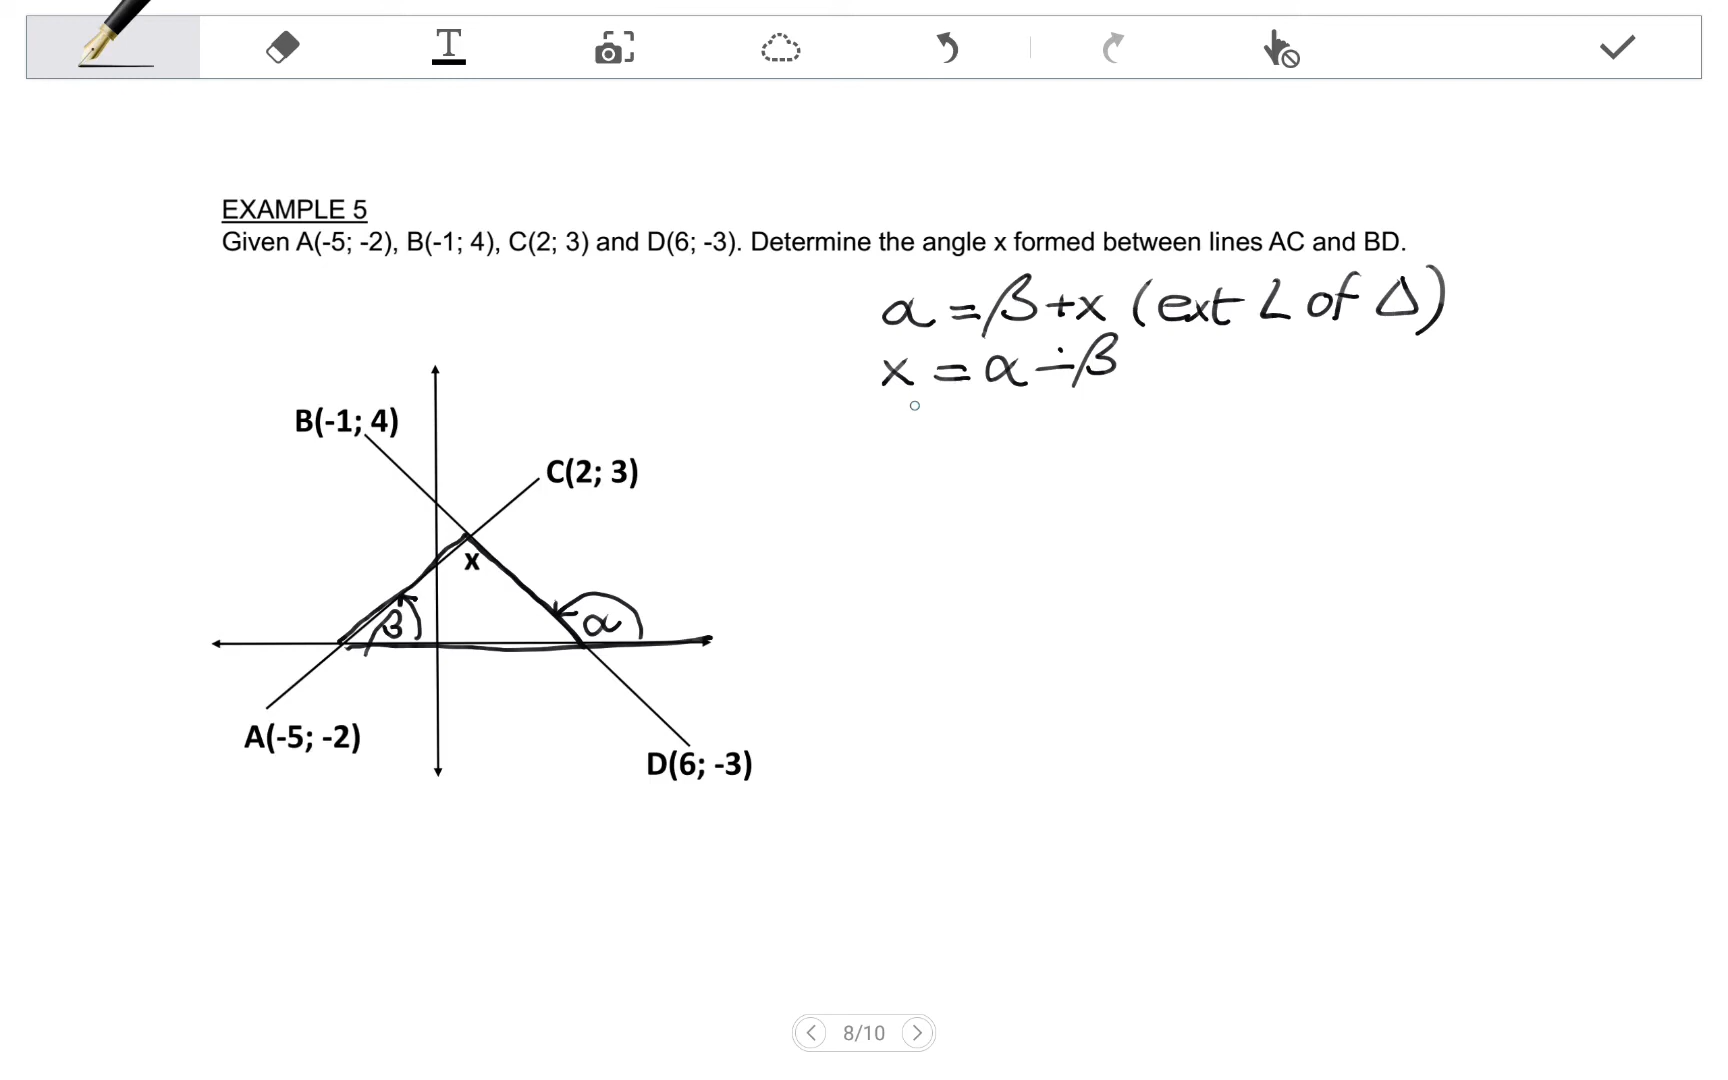 T
EXAMPLE 5
Given A(-5; -2), B(-1; 4), C(2; 3) and D(6; -3). Determine the angle x formed between lines AC and BD.
α = β + x (ext ∠ of Δ)
x = α ∸ β
B(-1; 4)
C(2; 3)
x
β
α
A(-5; -2)
D(6; -3)
8/10